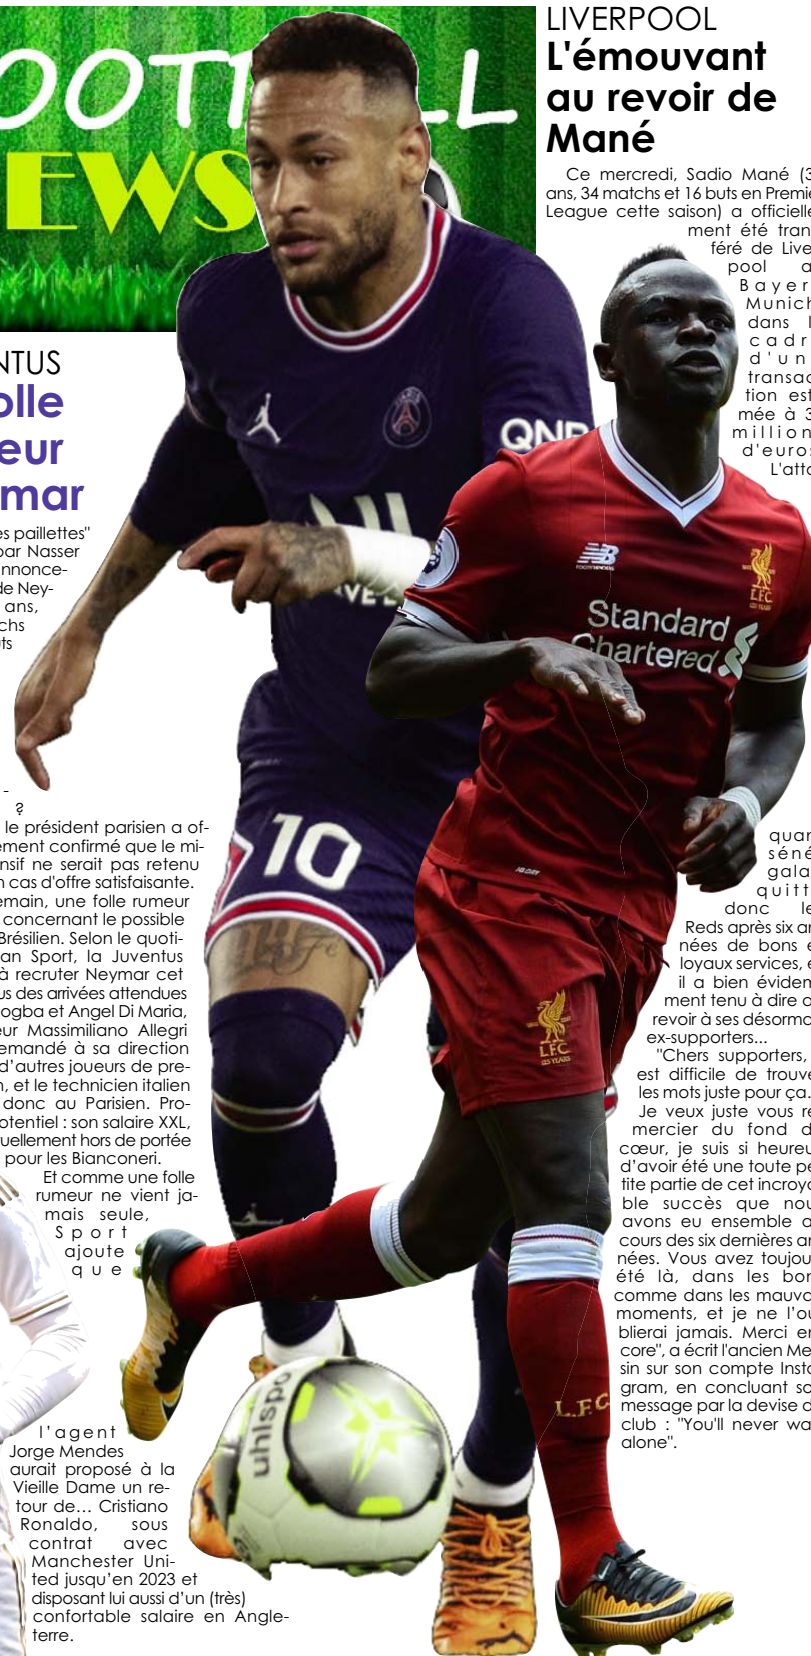 OOT LL
EWS
NTUS
olle
eur
mar
es paillettes"
par Nasser
nnonce-
de Ney-
ans,
chs
ts
-
?
le président parisien a of-
ement confirmé que le mi-
nsif ne serait pas retenu
n cas d'offre satisfaisante.
emain, une folle rumeur
concernant le possible
Brésilien. Selon le quoti-
an Sport, la Juventus
à recruter Neymar cet
us des arrivées attendues
ogba et Angel Di Maria,
eur Massimiliano Allegri
emandé à sa direction
d'autres joueurs de pre-
n, et le technicien italien
donc au Parisien. Pro-
otentiel : son salaire XXL,
uellement hors de portée
pour les Bianconeri.
Et comme une folle
rumeur ne vient ja-
mais seule,
Sport
ajoute
que
l'agent
Jorge Mendes
aurait proposé à la
Vieille Dame un re-
tour de... Cristiano
Ronaldo, sous
contrat avec
Manchester Uni-
ted jusqu'en 2023 et
disposant lui aussi d'un (très)
confortable salaire en Angle-
terre.
LIVERPOOL
L'émouvant
au revoir de
Mané
Ce mercredi, Sadio Mané (3
ans, 34 matchs et 16 buts en Premie
League cette saison) a officielle
ment été tran
féré de Live
pool a
Bayer
Munich
dans l
cadr
d'un
transac
tion est
mée à 3
million
d'euros
L'atta
quan
séné
gala
quitt
donc le
Reds après six an
nées de bons e
loyaux services, e
il a bien évidem
ment tenu à dire a
revoir à ses désorma
ex-supporters...
"Chers supporters,
est difficile de trouve
les mots juste pour ça.
Je veux juste vous re
mercier du fond d
cœur, je suis si heureu
d'avoir été une toute pe
tite partie de cet incroya
ble succès que nou
avons eu ensemble a
cours des six dernières an
nées. Vous avez toujou
été là, dans les bon
comme dans les mauva
moments, et je ne l'ou
blierai jamais. Merci en
core", a écrit l'ancien Mes
sin sur son compte Insta
gram, en concluant so
message par la devise d
club : "You'll never wa
alone".
QNB
10
NB
Standard
Chartered
L.F.C
L.F.C
L.F.C
uhlspo